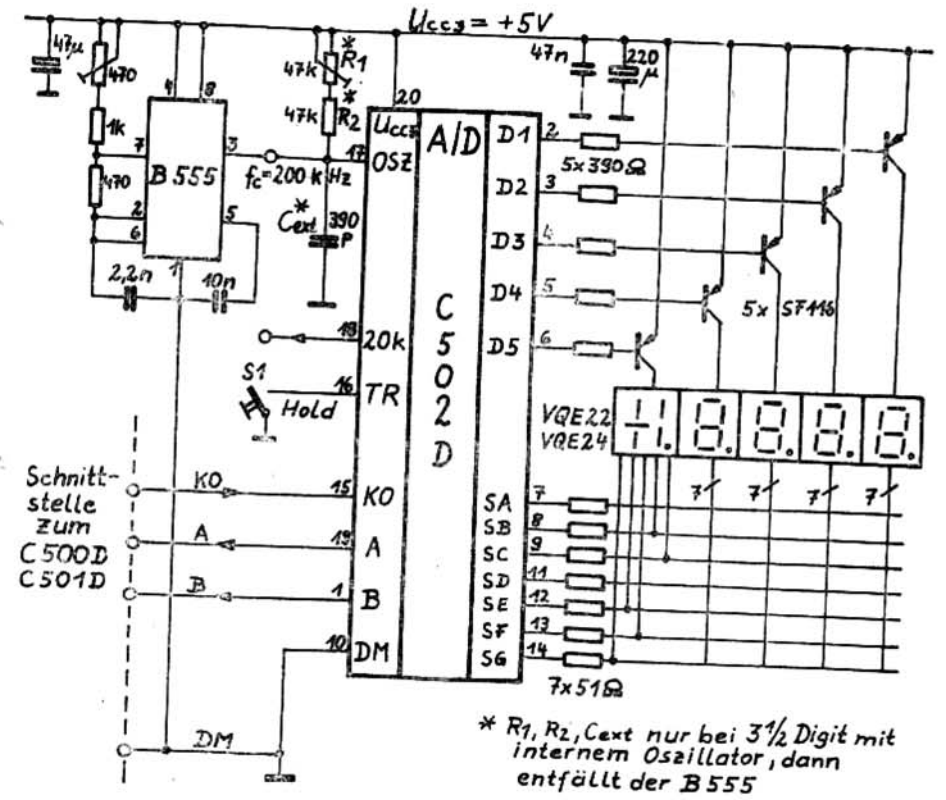 Uccs = +5V
47µ
470
4
8
1k
7
3
B 555
fc=200 kHz
470
2
6
5
1
2,2n
10n
*
R1
47k
*
R2
47k
*
Cext
390
P
20
Uccs
A/D
17
OSZ
C
5
0
2
D
18
20k
S1
16
TR
Hold
Schnitt-
stelle
zum
C500D
C501D
KO
15
KO
A
19
A
B
1
B
10
DM
DM
47n
220
µ
D1
2
5x390Ω
D2
3
D3
4
D4
5
D5
6
5x SF116
VQE22
VQE24
7
7
7
7
SA
7
SB
8
SC
9
SD
11
SE
12
SF
13
SG
14
7x51Ω
* R1, R2, Cext nur bei 3 1/2 Digit mit
internem Oszillator, dann
entfällt der B555